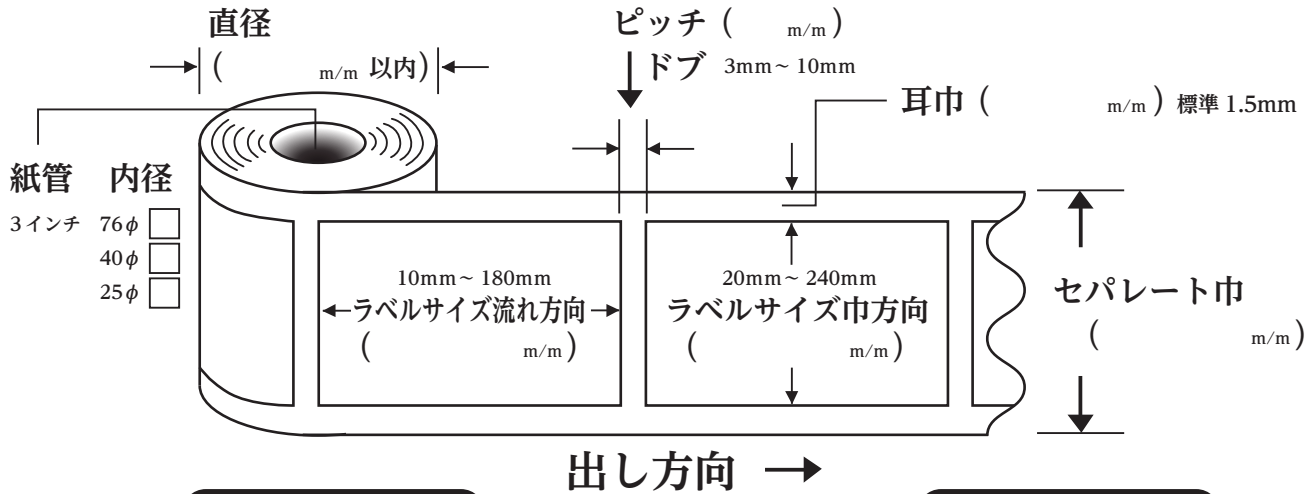 直径
( m/m 以内)
ピッチ ( m/m )
ドブ 3mm~ 10mm
耳巾 ( m/m ) 標準 1.5mm
紙管 内径
3 インチ 76φ
40φ
25φ
10mm~ 180mm
ラベルサイズ流れ方向
( m/m )
20mm~ 240mm
ラベルサイズ巾方向
( m/m )
セパレート巾
( m/m )
出し方向